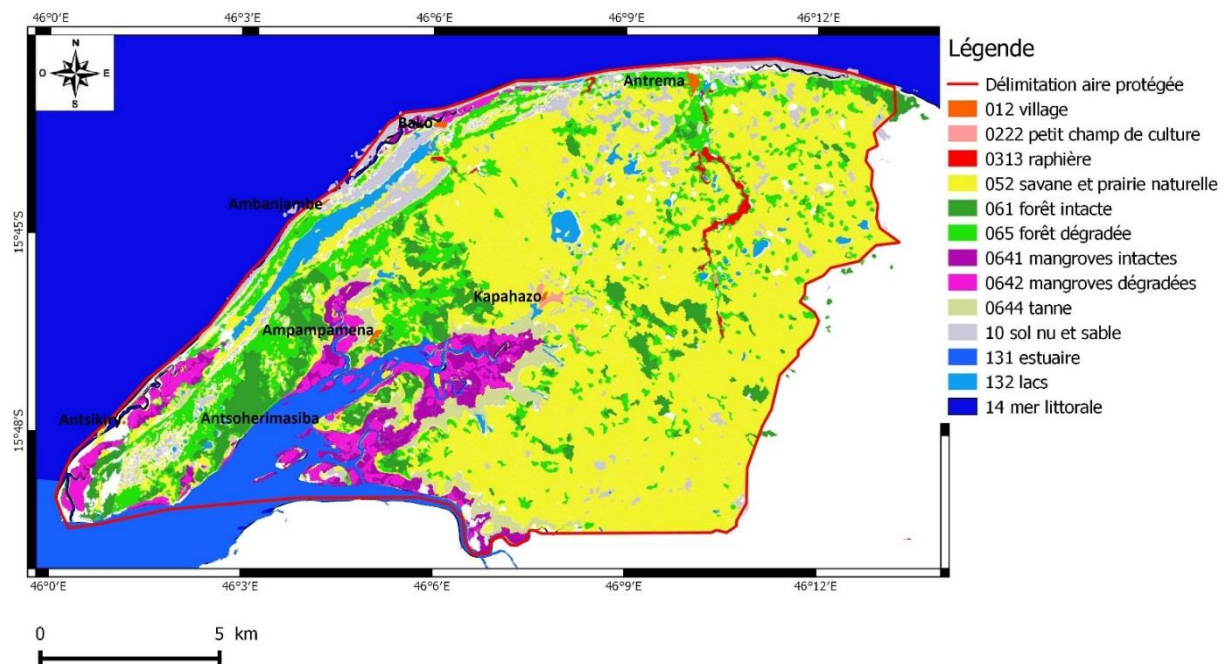 46°0'E 46°3'E 46°6'E 46°9'E 46°12'E
N
O E
S
Légende
Délimitation aire protégée
012 village
0222 petit champ de culture
0313 raphière
052 savane et prairie naturelle
061 forêt intacte
065 forêt dégradée
0641 mangroves intactes
0642 mangroves dégradées
0644 tanne
10 sol nu et sable
131 estuaire
132 lacs
14 mer littorale
Antrema
Bako
Ambanjambe
15°45'S
Kapahazo
Ampampamena
Antsikiry
Antsoherimasiba
15°48'S
46°0'E 46°3'E 46°6'E 46°9'E 46°12'E
0 5 km